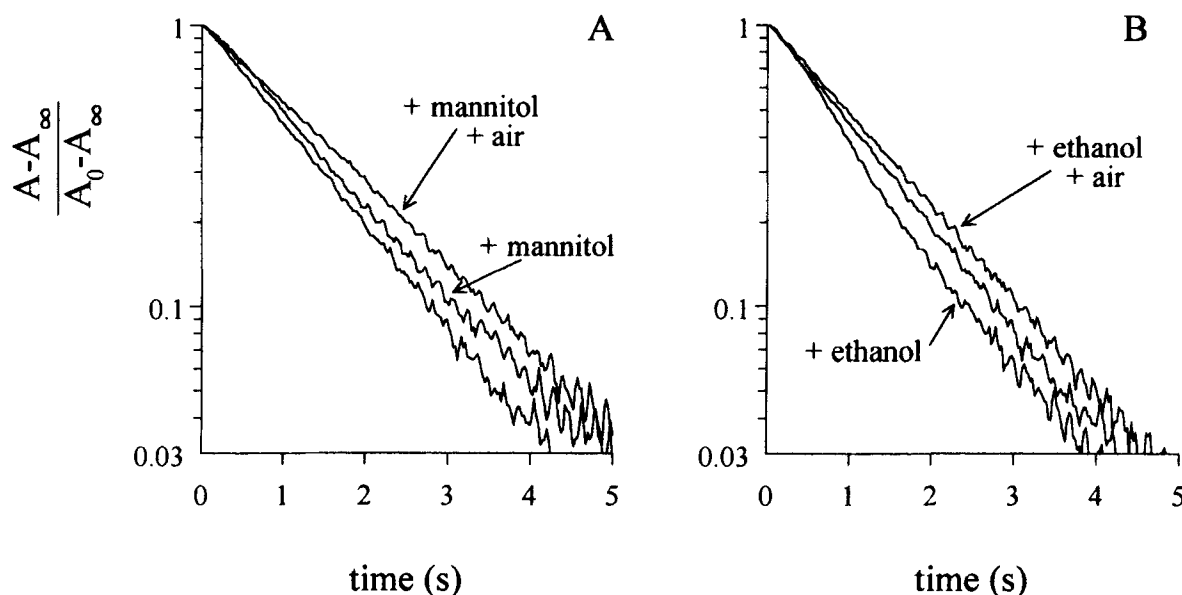 A
B
A - A∞
A0 - A∞
1
0.1
0.03
0
1
2
3
4
5
time (s)
+ mannitol
+ air
+ mannitol
1
0.1
0.03
0
1
2
3
4
5
time (s)
+ ethanol
+ air
+ ethanol